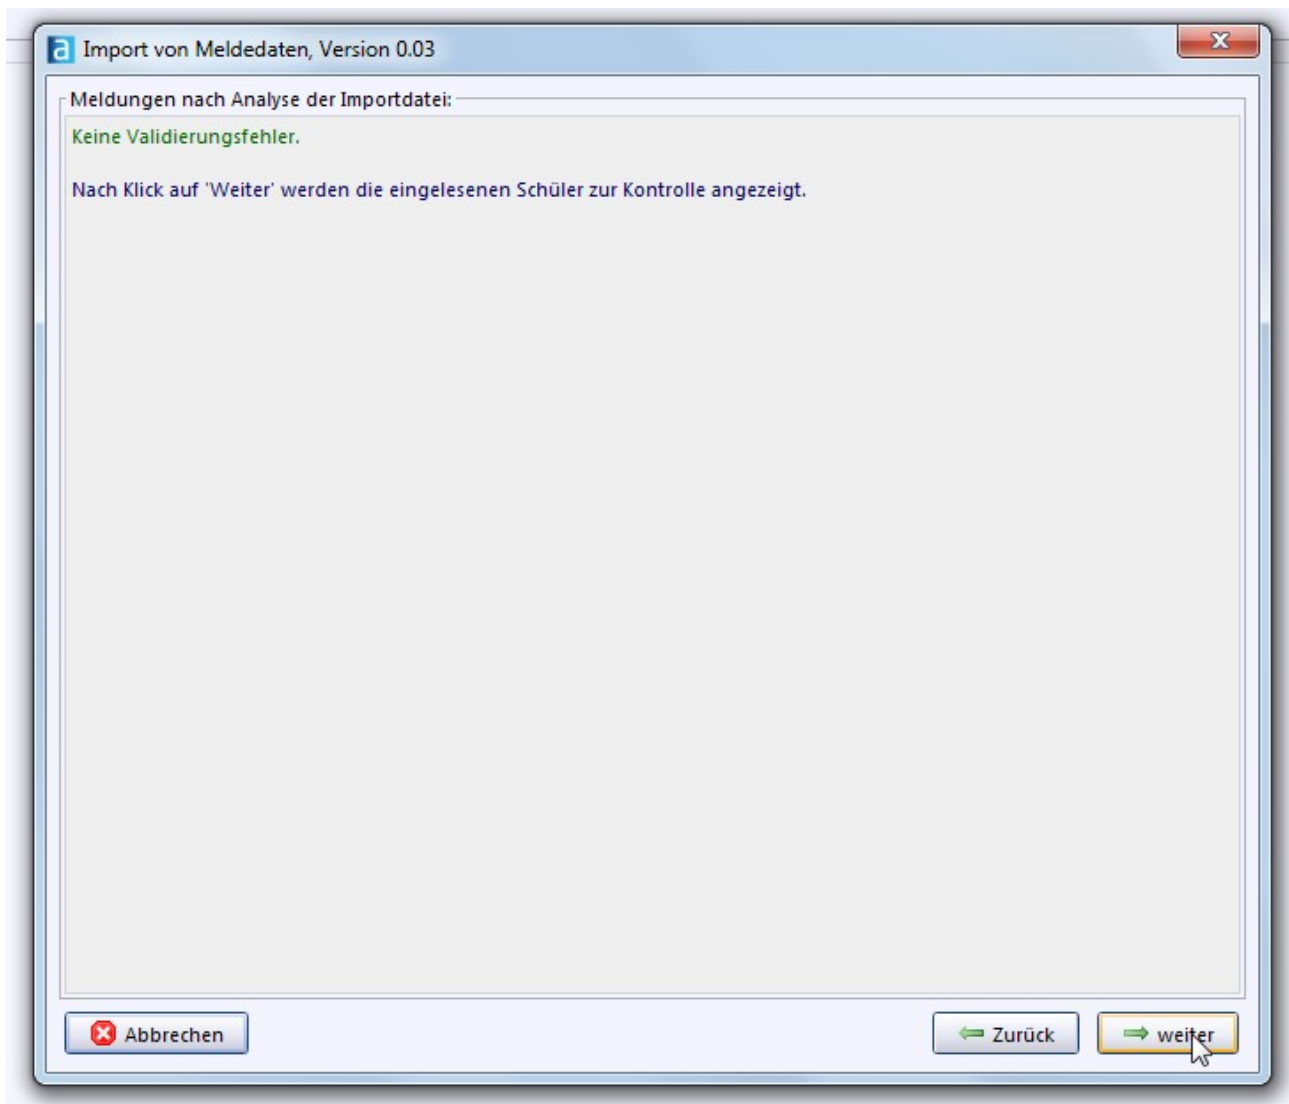 Import von Meldedaten, Version 0.03
Meldungen nach Analyse der Importdatei:
Keine Validierungsfehler.
Nach Klick auf 'Weiter' werden die eingelesenen Schüler zur Kontrolle angezeigt.
Abbrechen
Zurück
weiter